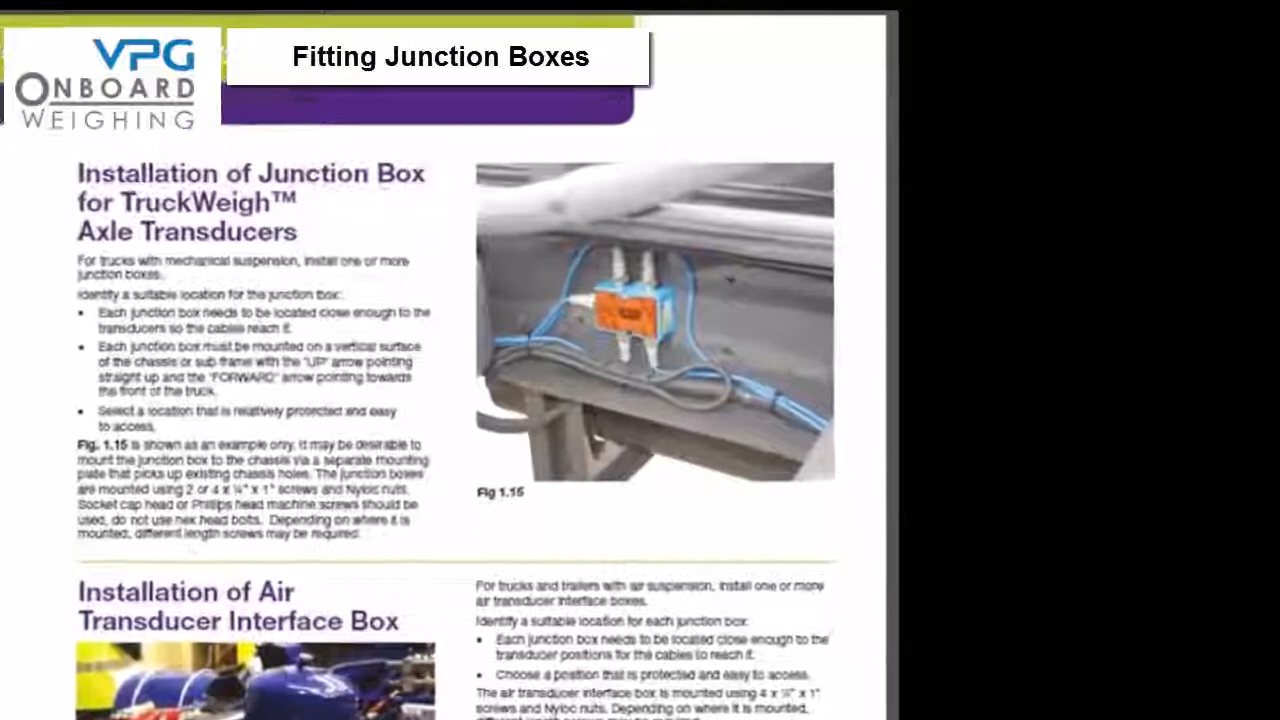 VPG
ONBOARD
WEIGHING
Fitting Junction Boxes
Installation of Junction Box
for TruckWeigh™
Axle Transducers
For trucks with mechanical suspension, install one or more
junction boxes.
Identify a suitable location for the junction box:
• Each junction box needs to be located close enough to the
transducers so the cables reach it.
• Each junction box must be mounted on a vertical surface
of the chassis or sub frame with the "UP" arrow pointing
straight up and the "FORWARD" arrow pointing towards
the front of the truck.
• Select a location that is relatively protected and easy
to access.
Fig. 1.15 is shown as an example only. It may be desirable to
mount the junction box to the chassis via a separate mounting
plate that picks up existing chassis holes. The junction boxes
are mounted using 2 or 4 x ¼" x 1" screws and Nyloc nuts.
Socket cap head or Phillips head machine screws should be
used, do not use hex head bolts. Depending on where it is
mounted, different length screws may be required.
Fig 1.15
Installation of Air
Transducer Interface Box
For trucks and trailers with air suspension, install one or more
air transducer interface boxes.
Identify a suitable location for each junction box:
• Each junction box needs to be located close enough to the
transducer positions for the cables to reach it.
• Choose a position that is protected and easy to access.
The air transducer interface box is mounted using 4 x x 1"
screws and Nyloc nuts. Depending on where it is mounted,
different length screws may be required.